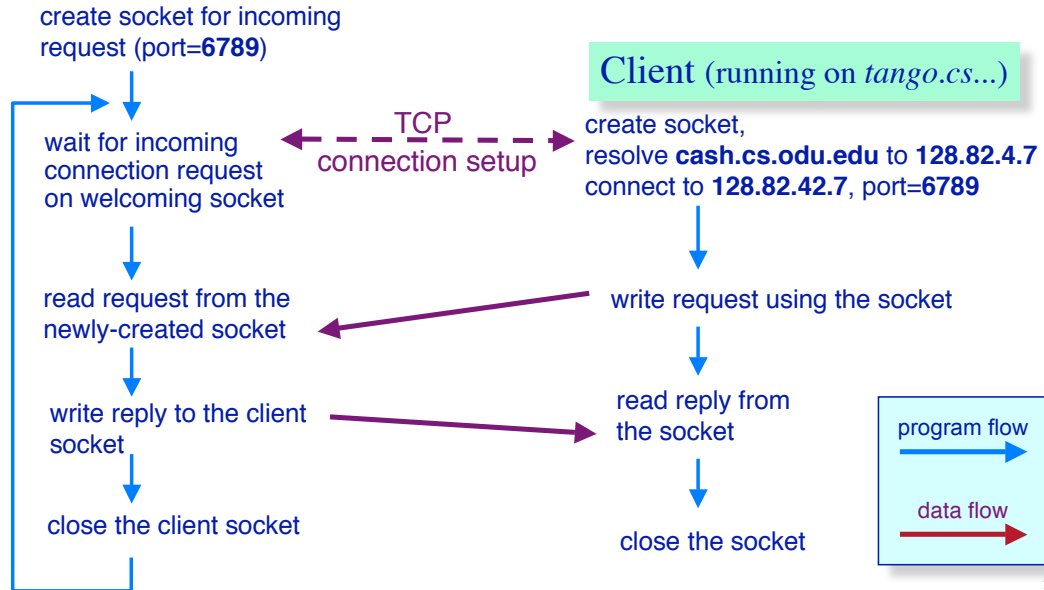 create socket for incoming
request (port=6789)
wait for incoming
connection request
on welcoming socket
read request from the
newly-created socket
write reply to the client
socket
close the client socket
TCP
connection setup
Client (running on tango.cs...)
create socket,
resolve cash.cs.odu.edu to 128.82.4.7
connect to 128.82.42.7, port=6789
write request using the socket
read reply from
the socket
close the socket
program flow
data flow